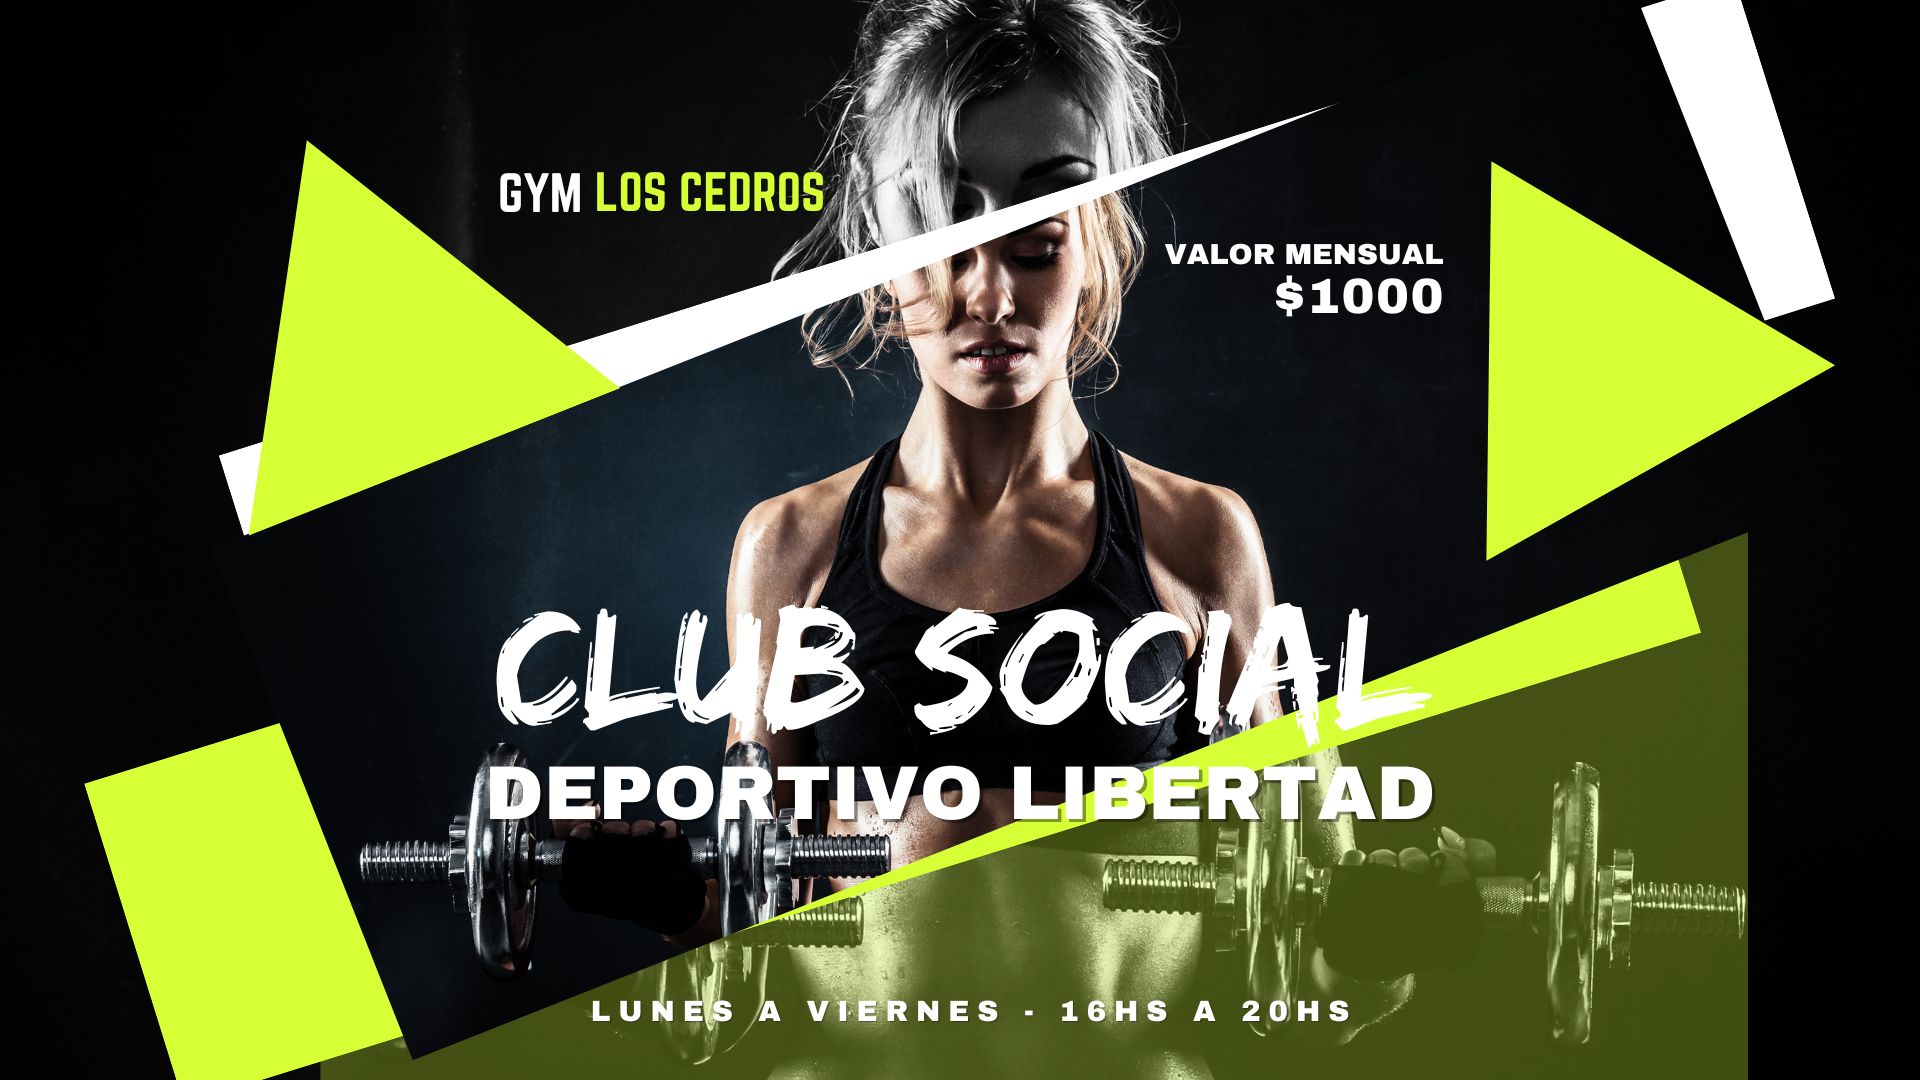 GYM LOS CEDROS
VALOR MENSUAL
$1000
CLUB SOCIAL
DEPORTIVO LIBERTAD
LUNES A VIERNES - 16HS A 20HS